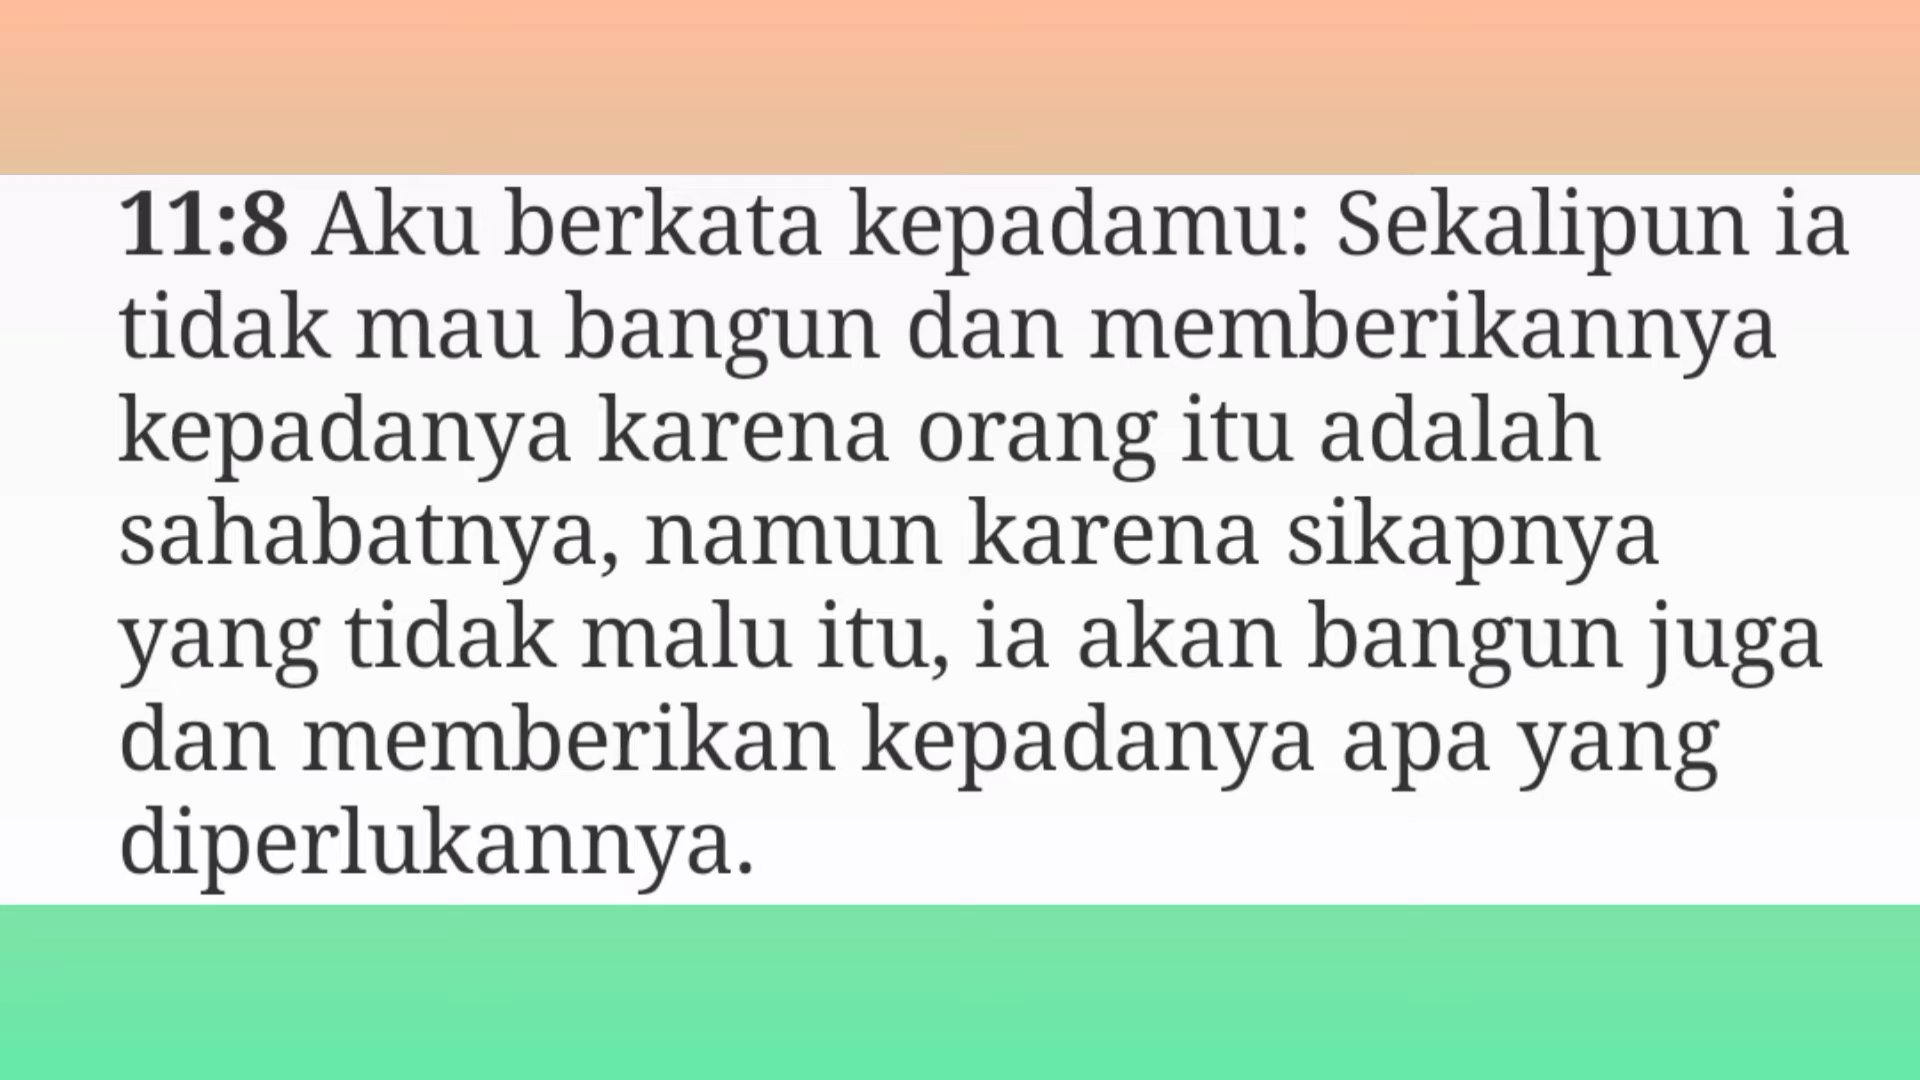 11:8 Aku berkata kepadamu: Sekalipun ia
tidak mau bangun dan memberikannya
kepadanya karena orang itu adalah
sahabatnya, namun karena sikapnya
yang tidak malu itu, ia akan bangun juga
dan memberikan kepadanya apa yang
diperlukannya.